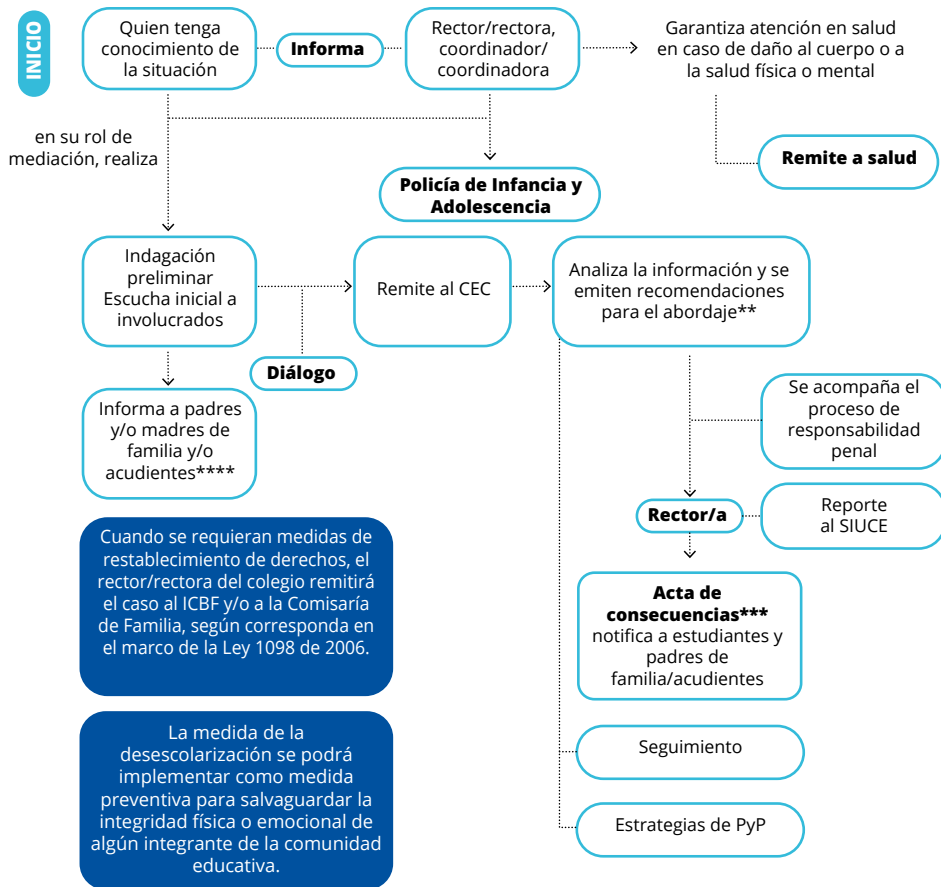 INICIO
Quien tenga
conocimiento de
la situación
Informa
Rector/rectora,
coordinador/
coordinadora
Garantiza atención en salud
en caso de daño al cuerpo o a
la salud física o mental
Remite a salud
en su rol de
mediación, realiza
Policía de Infancia y
Adolescencia
Indagación
preliminar
Escucha inicial a
involucrados
Diálogo
Remite al CEC
Analiza la información y se
emiten recomendaciones
para el abordaje**
Informa a padres
y/o madres de
familia y/o
acudientes****
Se acompaña el
proceso de
responsabilidad
penal
Rector/a
Reporte
al SIUCE
Acta de
consecuencias***
notifica a estudiantes y
padres de
familia/acudientes
Seguimiento
Estrategias de PyP
Cuando se requieran medidas de
restablecimiento de derechos, el
rector/rectora del colegio remitirá
el caso al ICBF y/o a la Comisaría
de Familia, según corresponda en
el marco de la Ley 1098 de 2006.
La medida de la
desescolarización se podrá
implementar como medida
preventiva para salvaguardar la
integridad física o emocional de
algún integrante de la comunidad
educativa.